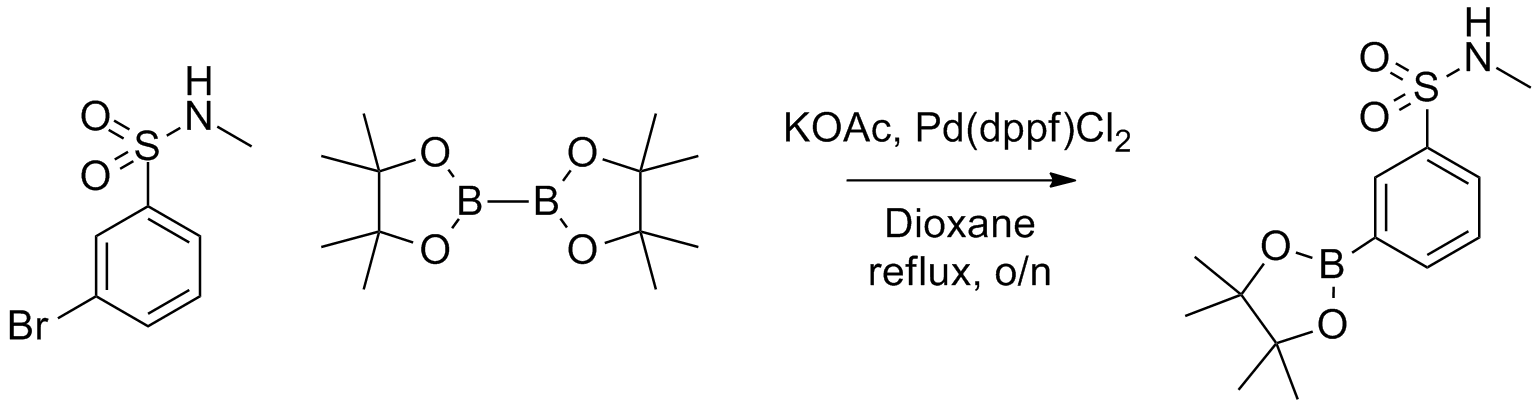 H
O
N
S
O
Br
O
O
B
B
O
O
KOAc, Pd(dppf)Cl₂
Dioxane
reflux, o/n
H
O
N
S
O
O
B
O